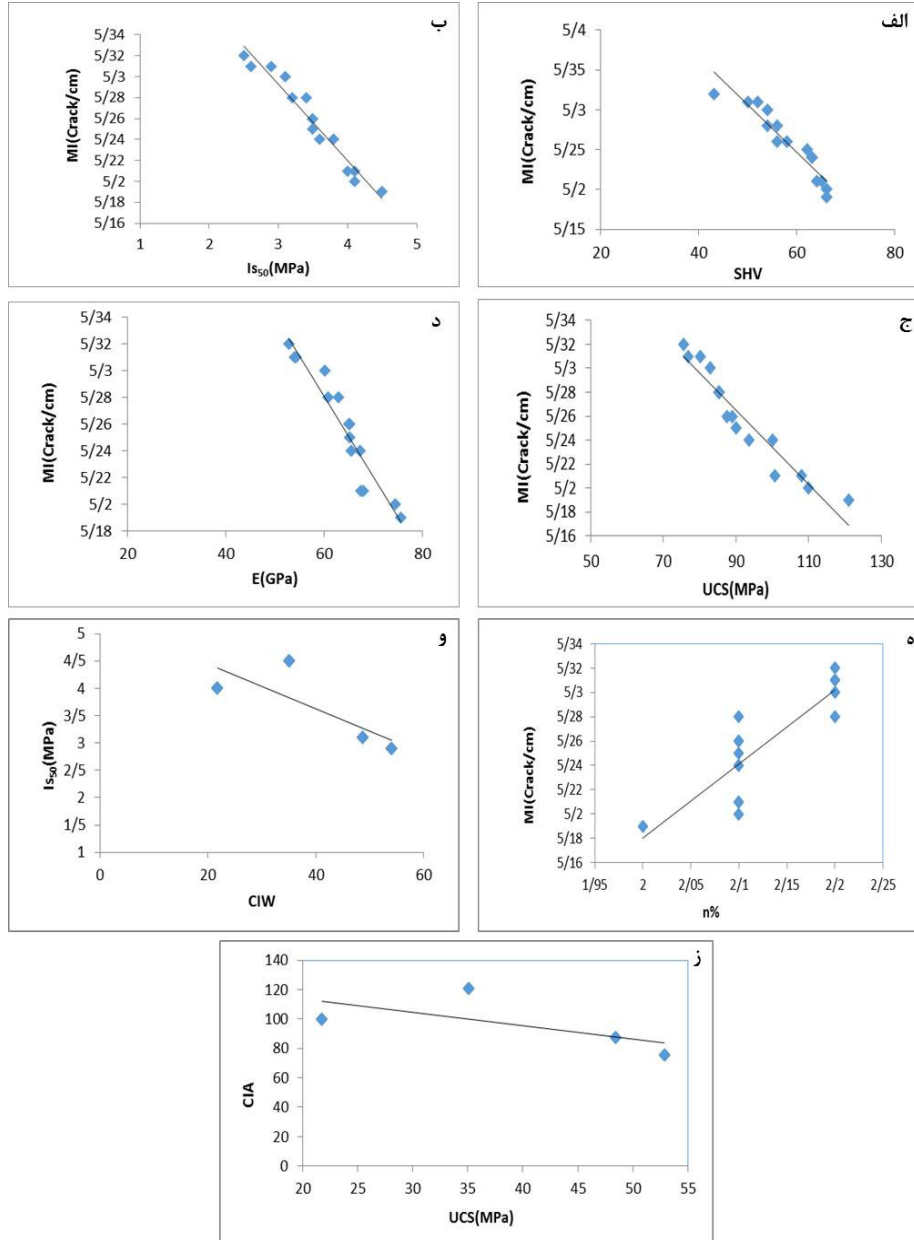 الف
MI(Crack/cm)
5/4
5/35
5/3
5/25
5/2
5/15
20 40 60 80
SHV
ب
MI(Crack/cm)
5/34
5/32
5/3
5/28
5/26
5/24
5/22
5/2
5/18
5/16
1 2 3 4 5
Is₅₀(MPa)
ج
MI(Crack/cm)
5/34
5/32
5/3
5/28
5/26
5/24
5/22
5/2
5/18
5/16
50 70 90 110 130
UCS(MPa)
د
MI(Crack/cm)
5/34
5/32
5/3
5/28
5/26
5/24
5/22
5/2
5/18
20 40 60 80
E(GPa)
ه
MI(Crack/cm)
5/34
5/32
5/3
5/28
5/26
5/24
5/22
5/2
5/18
5/16
1/95 2 2/05 2/1 2/15 2/2 2/25
n%
و
Is₅₀(MPa)
5
4/5
4
3/5
3
2/5
2
1/5
1
0 20 40 60
CIW
ز
CIA
140
120
100
80
60
40
20
0
20 25 30 35 40 45 50 55
UCS(MPa)